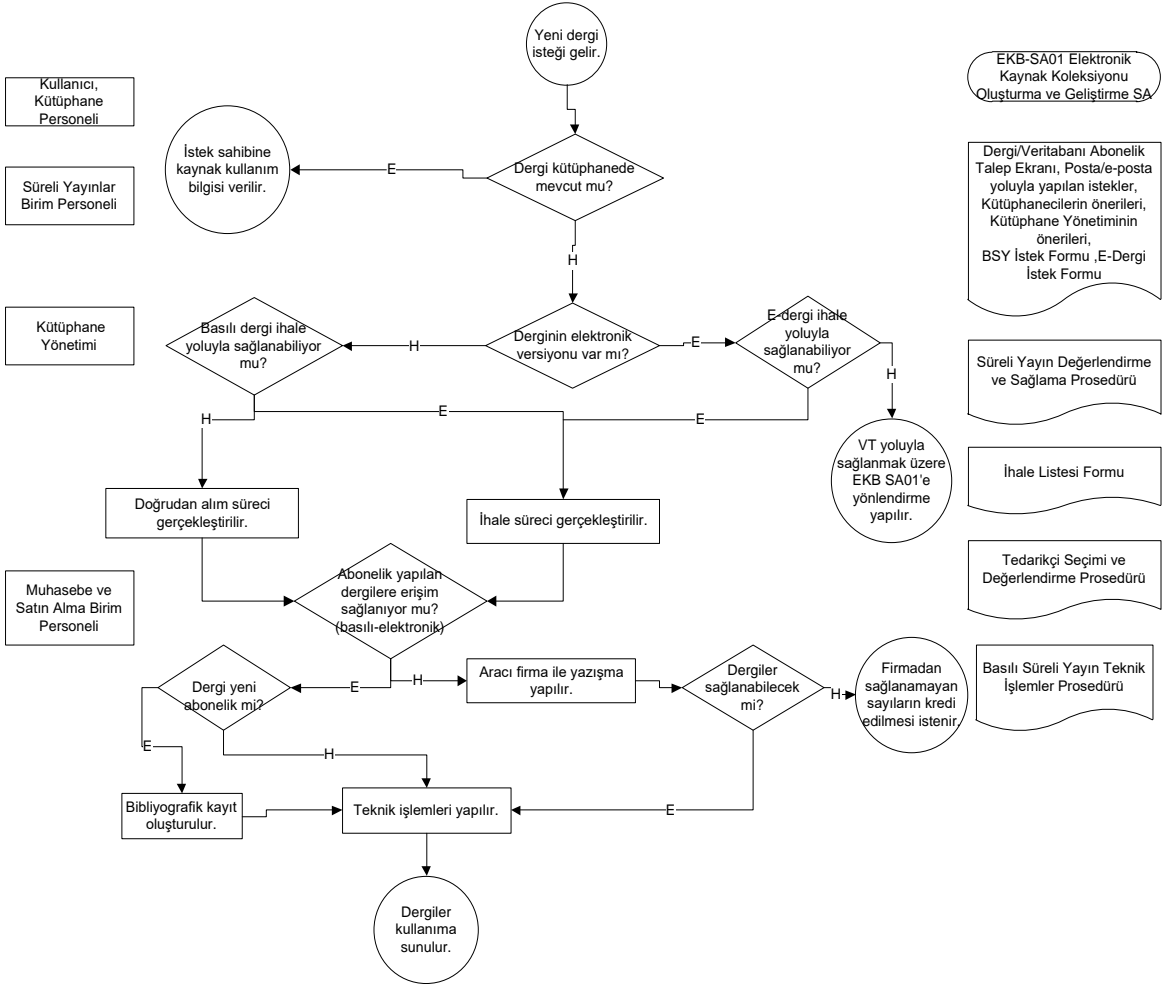 Yeni dergi
isteği gelir.
Kullanıcı,
Kütüphane
Personeli
EKB-SA01 Elektronik
Kaynak Koleksiyonu
Oluşturma ve Geliştirme SA
İstek sahibine
kaynak kullanım
bilgisi verilir.
E
Dergi kütüphanede
mevcut mu?
Süreli Yayınlar
Birim Personeli
Dergi/Veritabanı Abonelik
Talep Ekranı, Posta/e-posta
yoluyla yapılan istekler,
Kütüphanecilerin önerileri,
Kütüphane Yönetiminin
önerileri,
BSY İstek Formu ,E-Dergi
İstek Formu
H
Kütüphane
Yönetimi
Basılı dergi ihale
yoluyla sağlanabiliyor
mu?
H
Derginin elektronik
versiyonu var mı?
E
E-dergi ihale
yoluyla
sağlanabiliyor
mu?
H
Süreli Yayın Değerlendirme
ve Sağlama Prosedürü
H
E
E
VT yoluyla
sağlanmak üzere
EKB SA01'e
yönlendirme
yapılır.
İhale Listesi Formu
Doğrudan alım süreci
gerçekleştirilir.
İhale süreci gerçekleştirilir.
Muhasebe ve
Satın Alma Birim
Personeli
Abonelik yapılan
dergilere erişim
sağlanıyor mu?
(basılı-elektronik)
Tedarikçi Seçimi ve
Değerlendirme Prosedürü
Dergi yeni
abonelik mi?
E
H
Aracı firma ile yazışma
yapılır.
Dergiler
sağlanabilecek
mi?
H
Firmadan
sağlanamayan
sayıların kredi
edilmesi istenir.
Basılı Süreli Yayın Teknik
İşlemler Prosedürü
E
H
Bibliyografik kayıt
oluşturulur.
Teknik işlemleri yapılır.
E
Dergiler
kullanıma
sunulur.